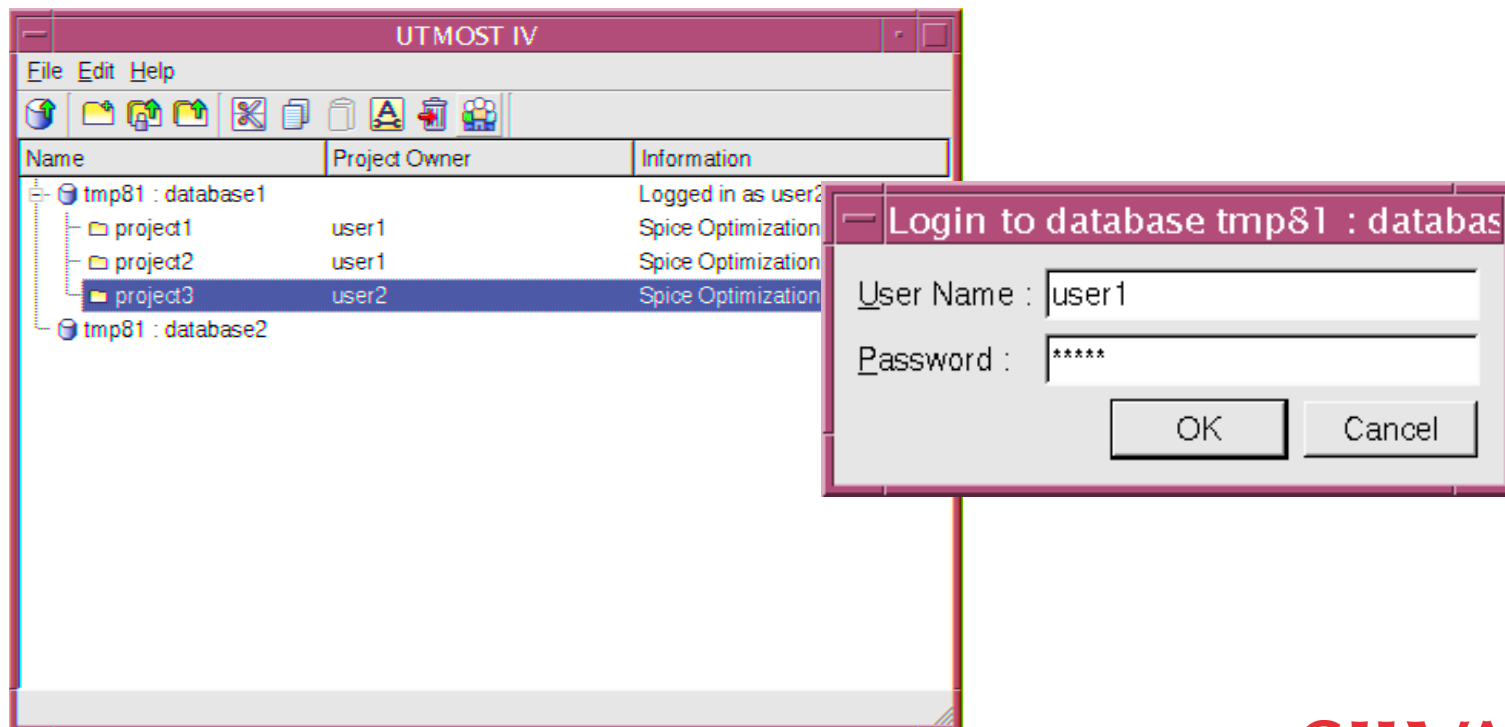 UTMOST IV
File Edit Help
Name Project Owner Information
tmp81 : database1 Logged in as user2
project1 user1 Spice Optimization
project2 user1 Spice Optimization
project3 user2 Spice Optimization
tmp81 : database2
Login to database tmp81 : databas
User Name : user1
Password : *****
OK Cancel